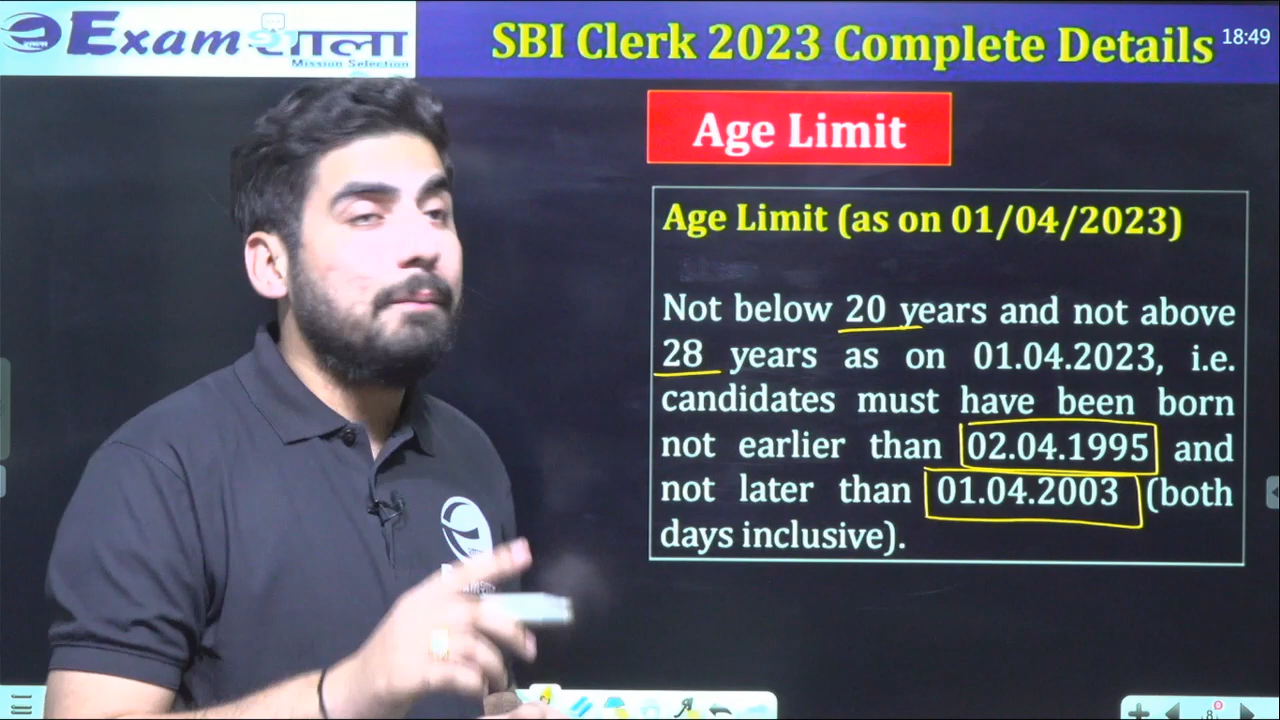 Examशाला
Mission Selection
SBI Clerk 2023 Complete Details
18:49
Age Limit
Age Limit (as on 01/04/2023)
Not below 20 years and not above
28 years as on 01.04.2023, i.e.
candidates must have been born
not earlier than 02.04.1995 and
not later than 01.04.2003 (both
days inclusive).
8